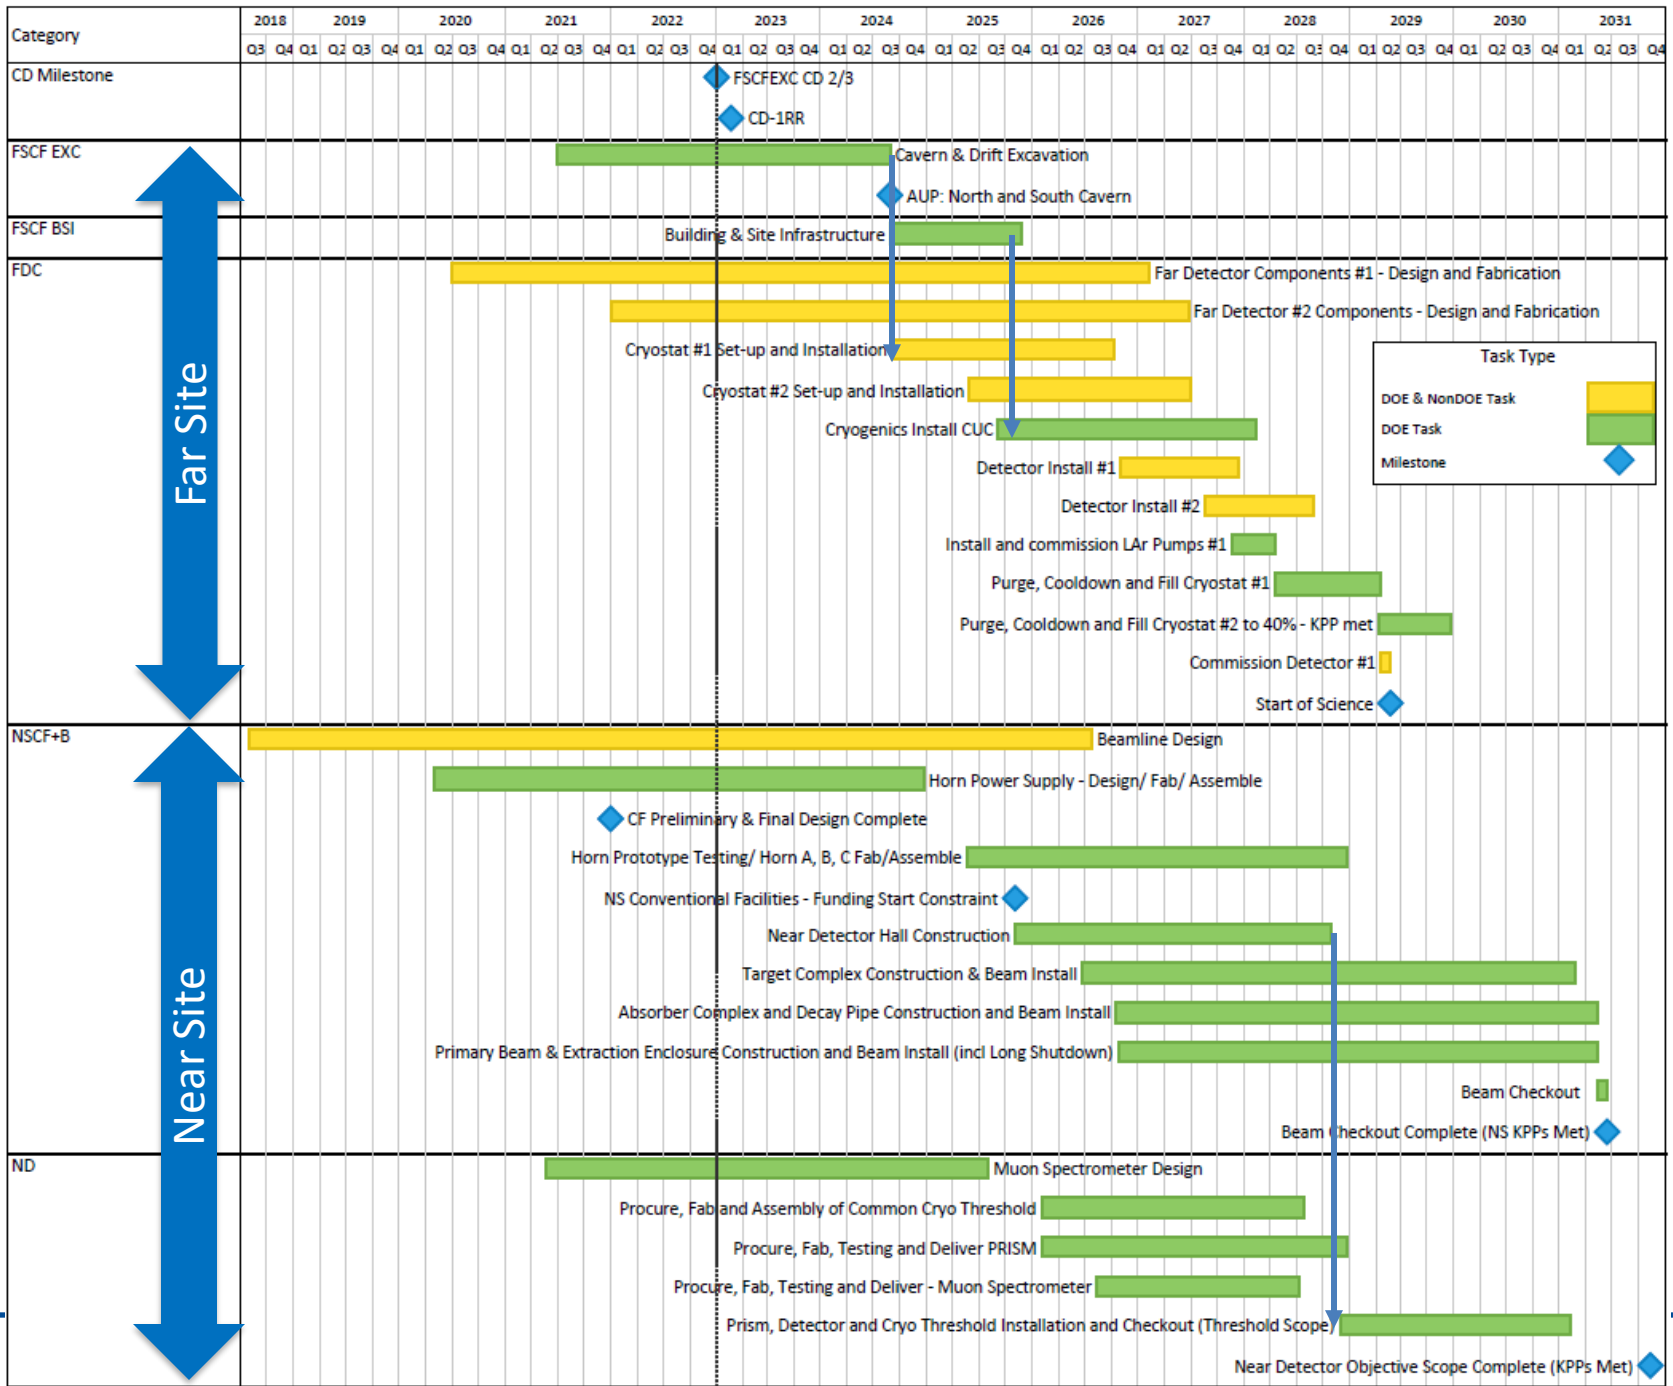 Category
2018 2019 2020 2021 2022 2023 2024 2025 2026 2027 2028 2029 2030 2031
Q3 Q4 Q1 Q2 Q3 Q4 Q1 Q2 Q3 Q4 Q1 Q2 Q3 Q4 Q1 Q2 Q3 Q4 Q1 Q2 Q3 Q4 Q1 Q2 Q3 Q4 Q1 Q2 Q3 Q4 Q1 Q2 Q3 Q4 Q1 Q2 Q3 Q4 Q1 Q2 Q3 Q4 Q1 Q2 Q3 Q4 Q1 Q2 Q3 Q4 Q1 Q2 Q3 Q4
CD Milestone
FSCFEXC CD 2/3
CD-1RR
FSCF EXC
Cavern & Drift Excavation
AUP: North and South Cavern
FSCF BSI
Building & Site Infrastructure
FDC
Far Detector Components #1 - Design and Fabrication
Far Detector #2 Components - Design and Fabrication
Cryostat #1 Set-up and Installation
Cryostat #2 Set-up and Installation
Cryogenics Install CUC
Detector Install #1
Detector Install #2
Install and commission LAr Pumps #1
Purge, Cooldown and Fill Cryostat #1
Purge, Cooldown and Fill Cryostat #2 to 40% - KPP met
Commission Detector #1
Start of Science
Task Type
DOE & NonDOE Task
DOE Task
Milestone
Far Site
NSCF+B
Beamline Design
Horn Power Supply - Design/ Fab/ Assemble
CF Preliminary & Final Design Complete
Horn Prototype Testing/ Horn A, B, C Fab/Assemble
NS Conventional Facilities - Funding Start Constraint
Near Detector Hall Construction
Target Complex Construction & Beam Install
Absorber Complex and Decay Pipe Construction and Beam Install
Primary Beam & Extraction Enclosure Construction and Beam Install (incl Long Shutdown)
Beam Checkout
Beam Checkout Complete (NS KPPs Met)
Near Site
ND
Muon Spectrometer Design
Procure, Fab and Assembly of Common Cryo Threshold
Procure, Fab, Testing and Deliver PRISM
Procure, Fab, Testing and Deliver - Muon Spectrometer
Prism, Detector and Cryo Threshold Installation and Checkout (Threshold Scope)
Near Detector Objective Scope Complete (KPPs Met)